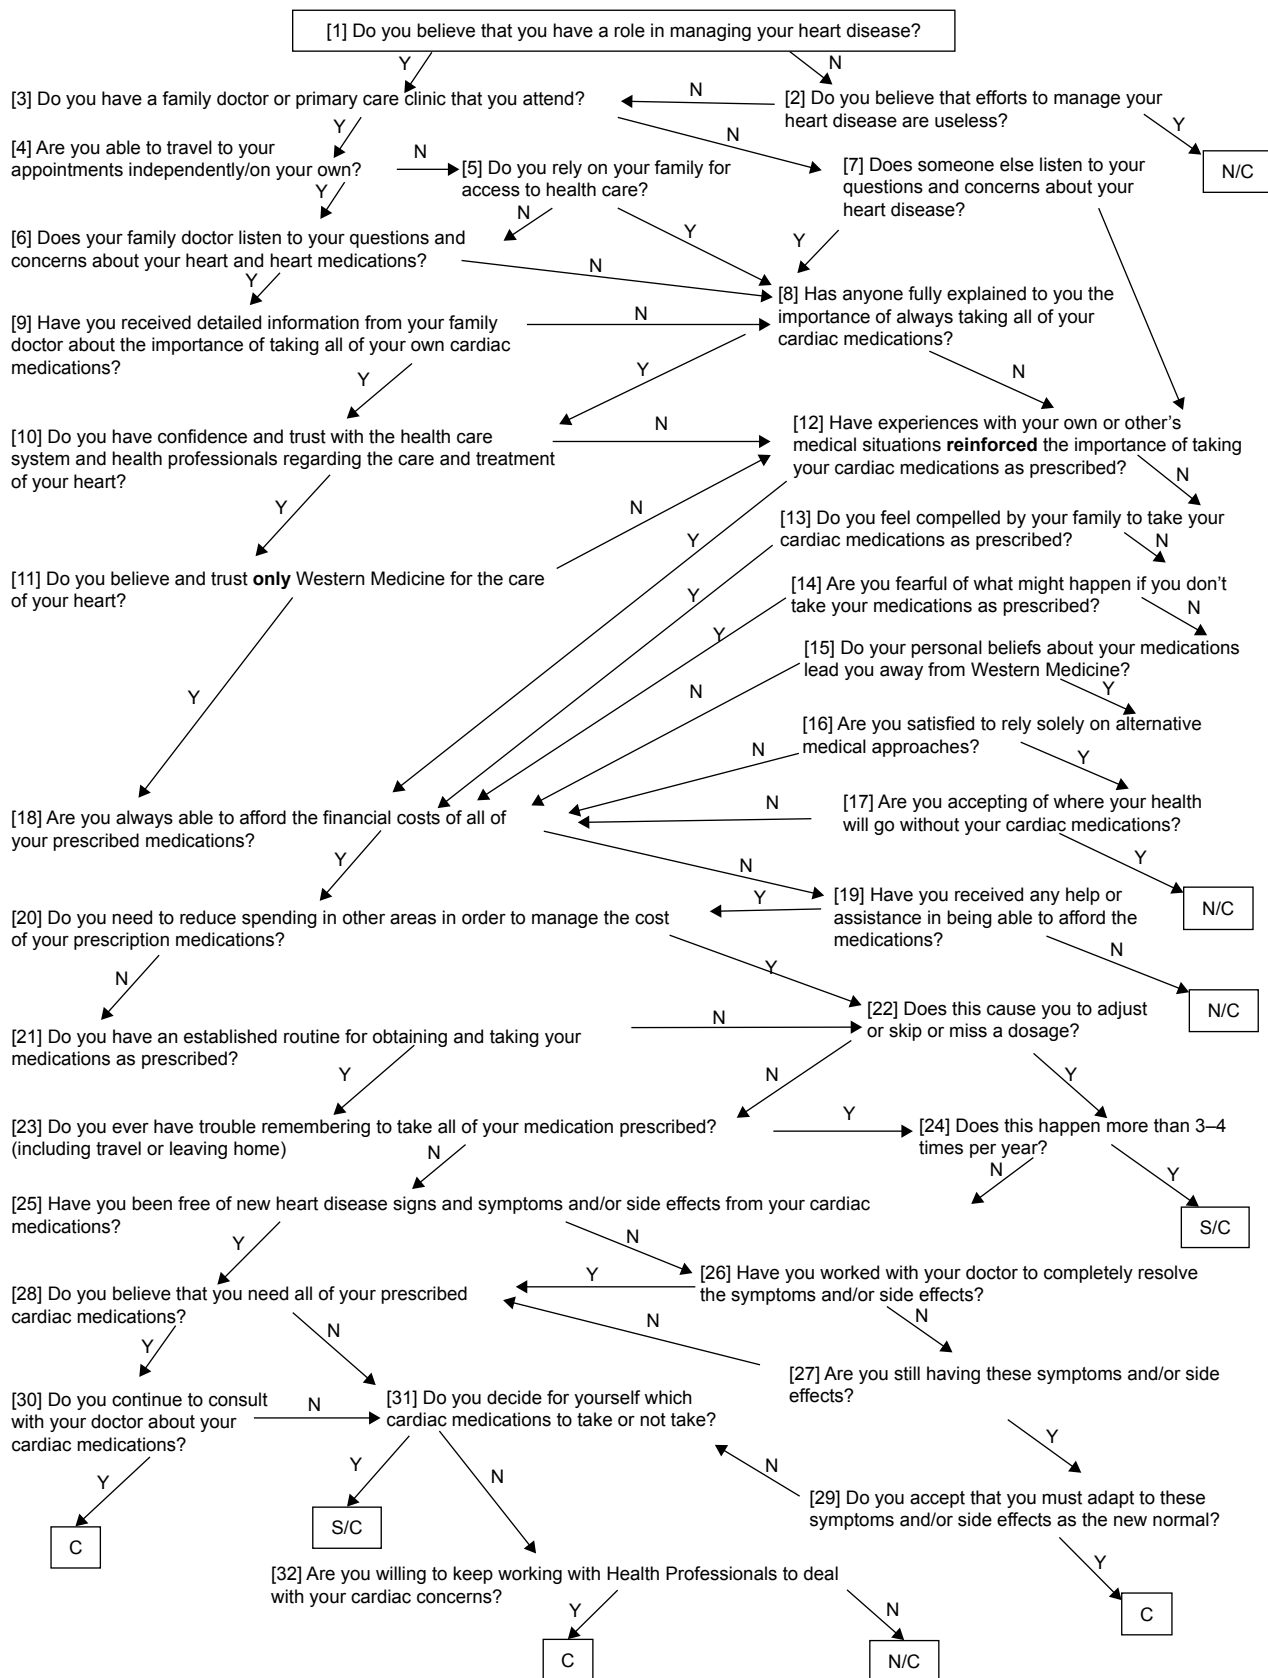 [1] Do you believe that you have a role in managing your heart disease?
Y
N
[3] Do you have a family doctor or primary care clinic that you attend?
N
[2] Do you believe that efforts to manage your
heart disease are useless?
Y
N
Y
N/C
[4] Are you able to travel to your
appointments independently/on your own?
N
[5] Do you rely on your family for
access to health care?
[7] Does someone else listen to your
questions and concerns about your
heart disease?
Y
N
Y
Y
[6] Does your family doctor listen to your questions and
concerns about your heart and heart medications?
N
Y
[8] Has anyone fully explained to you the
importance of always taking all of your
cardiac medications?
[9] Have you received detailed information from your family
doctor about the importance of taking all of your own cardiac
medications?
N
Y
Y
N
[10] Do you have confidence and trust with the health care
system and health professionals regarding the care and treatment
of your heart?
N
[12] Have experiences with your own or other's
medical situations reinforced the importance of taking
your cardiac medications as prescribed?
N
Y
N
Y
[13] Do you feel compelled by your family to take your
cardiac medications as prescribed?
N
[11] Do you believe and trust only Western Medicine for the care
of your heart?
Y
[14] Are you fearful of what might happen if you don't
take your medications as prescribed?
N
Y
[15] Do your personal beliefs about your medications
lead you away from Western Medicine?
Y
N
Y
[16] Are you satisfied to rely solely on alternative
medical approaches?
N
Y
[18] Are you always able to afford the financial costs of all of
your prescribed medications?
N
[17] Are you accepting of where your health
will go without your cardiac medications?
Y
N
Y
N/C
[20] Do you need to reduce spending in other areas in order to manage the cost
of your prescription medications?
Y
[19] Have you received any help or
assistance in being able to afford the
medications?
N
N/C
N
Y
[21] Do you have an established routine for obtaining and taking your
medications as prescribed?
N
[22] Does this cause you to adjust
or skip or miss a dosage?
Y
N
Y
[23] Do you ever have trouble remembering to take all of your medication prescribed?
(including travel or leaving home)
Y
[24] Does this happen more than 3–4
times per year?
N
N
Y
S/C
[25] Have you been free of new heart disease signs and symptoms and/or side effects from your cardiac
medications?
Y
N
[28] Do you believe that you need all of your prescribed
cardiac medications?
Y
[26] Have you worked with your doctor to completely resolve
the symptoms and/or side effects?
N
Y
N
N
[27] Are you still having these symptoms and/or side
effects?
[30] Do you continue to consult
with your doctor about your
cardiac medications?
N
[31] Do you decide for yourself which
cardiac medications to take or not take?
Y
Y
Y
N
N
[29] Do you accept that you must adapt to these
symptoms and/or side effects as the new normal?
C
S/C
Y
C
[32] Are you willing to keep working with Health Professionals to deal
with your cardiac concerns?
Y
N
C
N/C